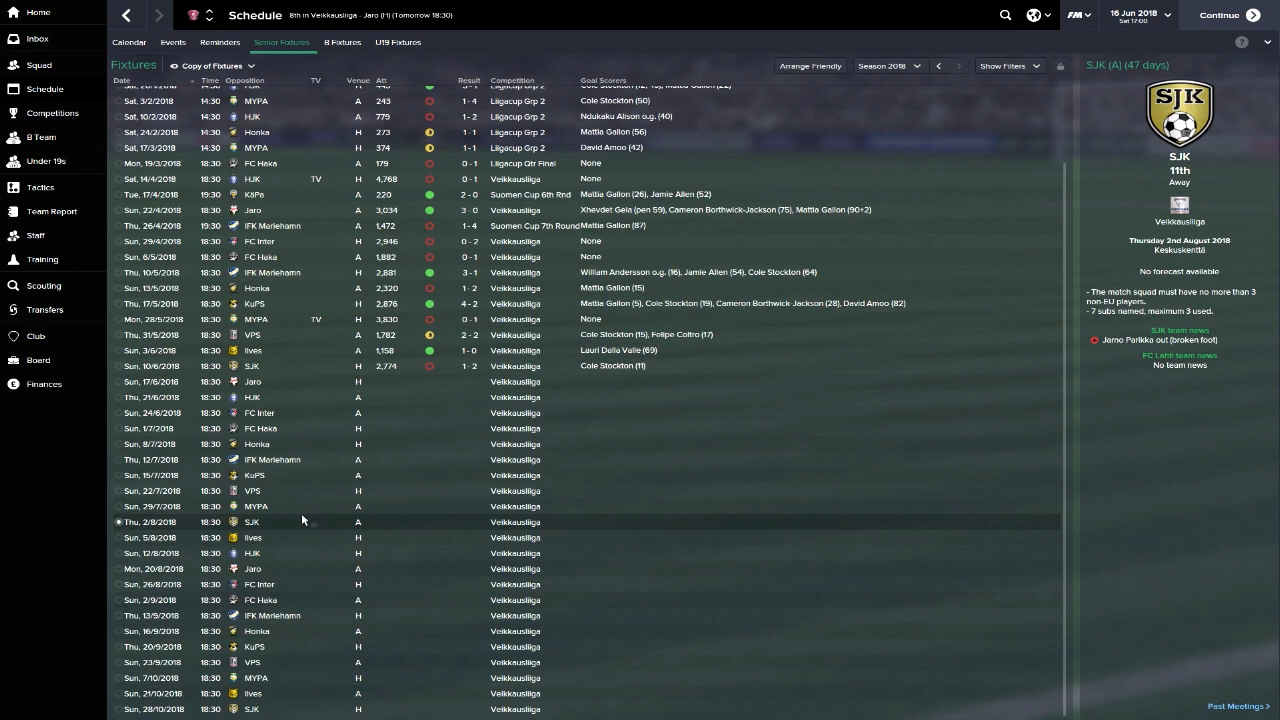 Home
Schedule
8th in Veikkausliiga - Jaro (H) (Tomorrow 18:30)
FM
16 Jun 2018
Sat 17:00
Continue
Inbox
Squad
Schedule
Competitions
B Team
Under 19s
Tactics
Team Report
Staff
Training
Scouting
Transfers
Club
Board
Finances
Calendar Events Reminders Senior Fixtures B Fixtures U19 Fixtures
Fixtures Copy of Fixtures Arrange Friendly Season 2018 Show Filters
Date Time Opposition TV Venue Att Result Competition Goal Scorers
Sat, 3/2/2018 14:30 MYPA A 243 1 - 4 Liigacup Grp 2 Cole Stockton (50)
Sat, 10/2/2018 14:30 HJK A 779 1 - 2 Liigacup Grp 2 Ndukaku Alison o.g. (40)
Sat, 24/2/2018 14:30 Honka H 273 1 - 1 Liigacup Grp 2 Mattia Gallon (56)
Sat, 17/3/2018 14:30 MYPA H 374 1 - 1 Liigacup Grp 2 David Amoo (42)
Mon, 19/3/2018 18:30 FC Haka A 179 0 - 1 Liigacup Qtr Final None
Sat, 14/4/2018 18:30 HJK TV H 4,768 0 - 1 Veikkausliiga None
Tue, 17/4/2018 19:30 KäPa A 220 2 - 0 Suomen Cup 6th Rnd Mattia Gallon (26), Jamie Allen (52)
Sun, 22/4/2018 18:30 Jaro A 3,034 3 - 0 Veikkausliiga Xhevdet Gela (pen 59), Cameron Borthwick-Jackson (75), Mattia Gallon (90+2)
Thu, 26/4/2018 19:30 IFK Mariehamn A 1,472 1 - 4 Suomen Cup 7th Round Mattia Gallon (87)
Sun, 29/4/2018 18:30 FC Inter H 2,946 0 - 2 Veikkausliiga None
Sun, 6/5/2018 18:30 FC Haka A 1,882 0 - 1 Veikkausliiga None
Thu, 10/5/2018 18:30 IFK Mariehamn H 2,881 3 - 1 Veikkausliiga William Andersson o.g. (16), Jamie Allen (54), Cole Stockton (64)
Sun, 13/5/2018 18:30 Honka A 2,320 1 - 2 Veikkausliiga Mattia Gallon (15)
Thu, 17/5/2018 18:30 KuPS H 2,876 4 - 2 Veikkausliiga Mattia Gallon (5), Cole Stockton (19), Cameron Borthwick-Jackson (28), David Amoo (82)
Mon, 28/5/2018 18:30 MYPA TV H 3,830 0 - 1 Veikkausliiga None
Thu, 31/5/2018 18:30 VPS A 1,782 2 - 2 Veikkausliiga Cole Stockton (15), Felipe Coltro (17)
Sun, 3/6/2018 18:30 Ilves A 1,158 1 - 0 Veikkausliiga Lauri Dalla Valle (69)
Sun, 10/6/2018 18:30 SJK H 2,774 1 - 2 Veikkausliiga Cole Stockton (11)
Sun, 17/6/2018 18:30 Jaro H Veikkausliiga
Thu, 21/6/2018 18:30 HJK A Veikkausliiga
Sun, 24/6/2018 18:30 FC Inter A Veikkausliiga
Sun, 1/7/2018 18:30 FC Haka H Veikkausliiga
Sun, 8/7/2018 18:30 Honka H Veikkausliiga
Thu, 12/7/2018 18:30 IFK Mariehamn A Veikkausliiga
Sun, 15/7/2018 18:30 KuPS A Veikkausliiga
Sun, 22/7/2018 18:30 VPS H Veikkausliiga
Sun, 29/7/2018 18:30 MYPA A Veikkausliiga
Thu, 2/8/2018 18:30 SJK A Veikkausliiga
Sun, 5/8/2018 18:30 Ilves H Veikkausliiga
Sun, 12/8/2018 18:30 HJK H Veikkausliiga
Mon, 20/8/2018 18:30 Jaro A Veikkausliiga
Sun, 26/8/2018 18:30 FC Inter H Veikkausliiga
Sun, 2/9/2018 18:30 FC Haka A Veikkausliiga
Thu, 13/9/2018 18:30 IFK Mariehamn H Veikkausliiga
Sun, 16/9/2018 18:30 Honka A Veikkausliiga
Thu, 20/9/2018 18:30 KuPS H Veikkausliiga
Sun, 23/9/2018 18:30 VPS A Veikkausliiga
Sun, 7/10/2018 18:30 MYPA H Veikkausliiga
Sun, 21/10/2018 18:30 Ilves A Veikkausliiga
Sun, 28/10/2018 18:30 SJK H Veikkausliiga
SJK (A) (47 days)
SJK
SJK
11th
Away
Veikkausliiga
Thursday 2nd August 2018
Keskuskenttä
No forecast available
- The match squad must have no more than 3
non-EU players.
- 7 subs named, maximum 3 used.
SJK team news
Jarno Parikka out (broken foot)
FC Lahti team news
No team news
Past Meetings >